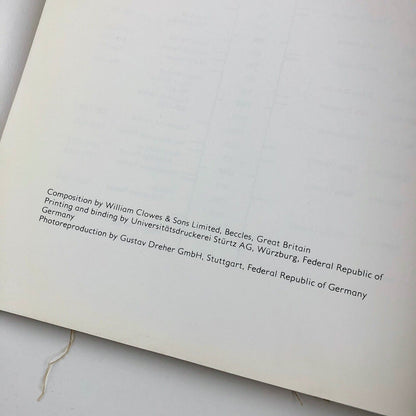 Composition by William Clowes & Sons Limited, Beccles, Great Britain
Printing and binding by Universitätsdruckerei Stürtz AG, Würzburg, Federal Republic of
Germany
Photoreproduction by Gustav Dreher GmbH, Stuttgart, Federal Republic of Germany